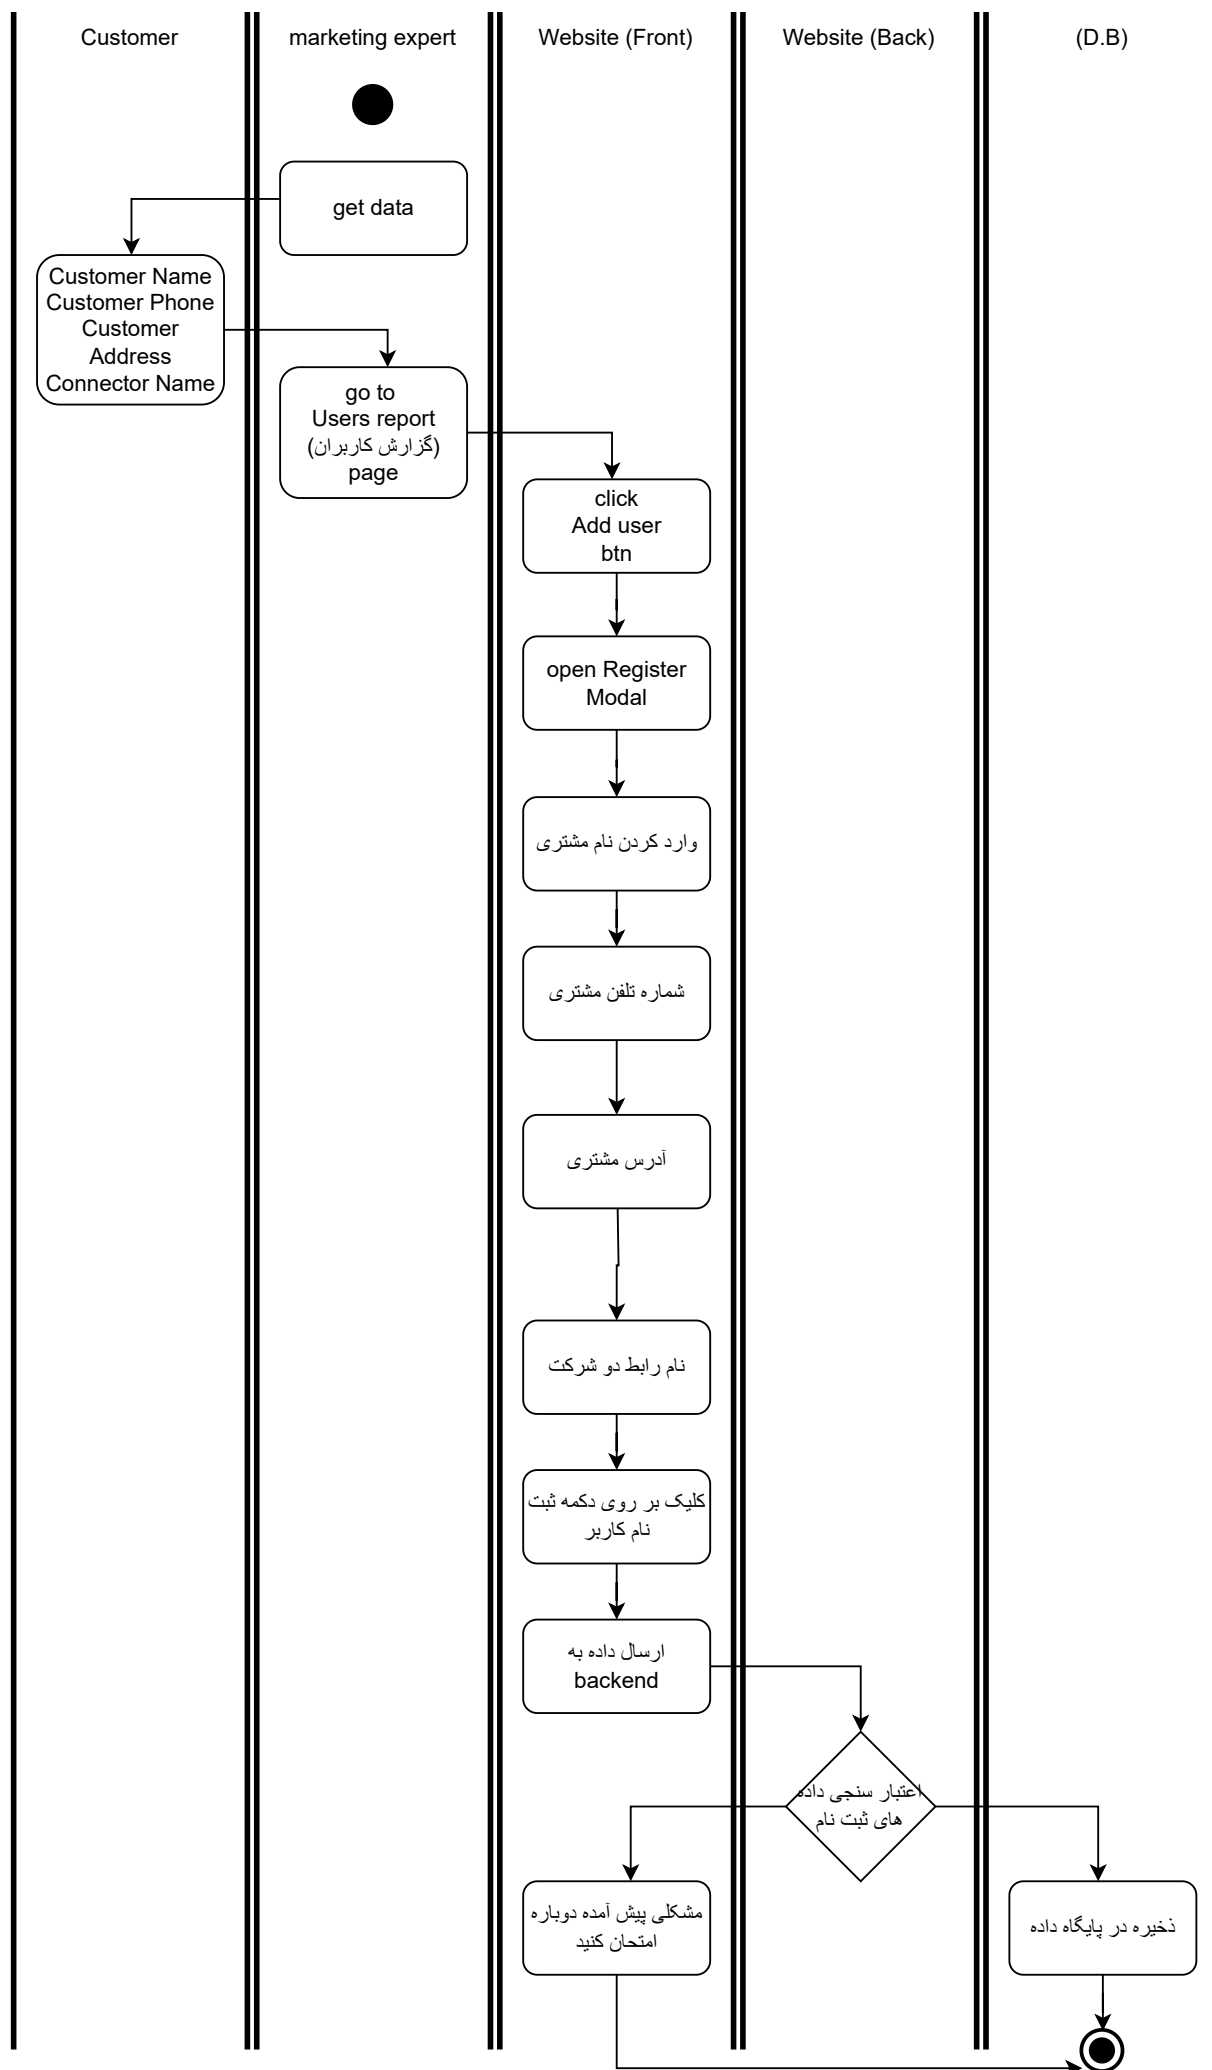 Customer
marketing expert
Website (Front)
Website (Back)
(D.B)
get data
Customer Name
Customer Phone
Customer
Address
Connector Name
go to
Users report
(گزارش کاربران)
page
click
Add user
btn
open Register
Modal
وارد کردن نام مشتری
شماره تلفن مشتری
آدرس مشتری
نام رابط دو شرکت
کلیک بر روی دکمه ثبت
نام کاربر
ارسال داده به
backend
اعتبار سنجی داده
های ثبت نام
مشکلی پیش آمده دوباره
امتحان کنید
ذخیره در پایگاه داده